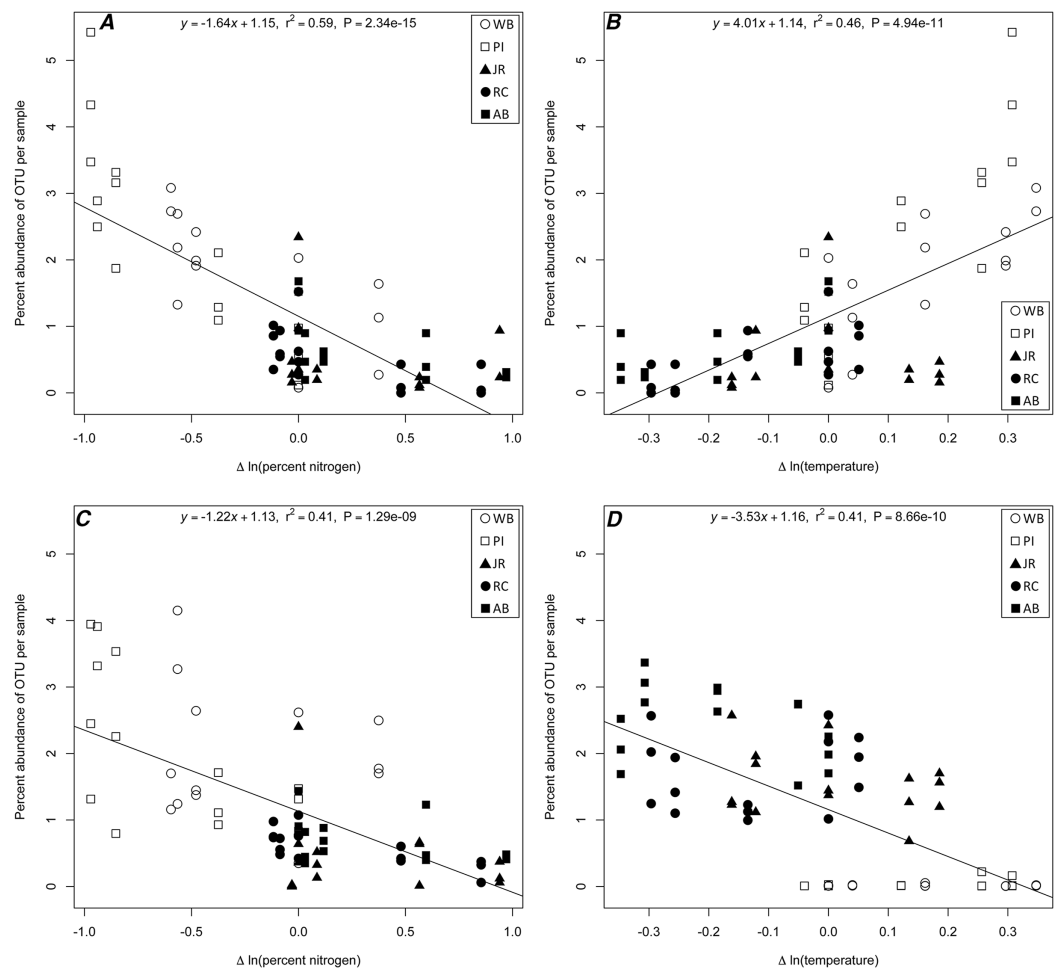 A
y = -1.64x + 1.15, r² = 0.59, P = 2.34e-15
WB
PI
JR
RC
AB
Percent abundance of OTU per sample
5
4
3
2
1
0
-1.0 -0.5 0.0 0.5 1.0
Δ ln(percent nitrogen)
B
y = 4.01x + 1.14, r² = 0.46, P = 4.94e-11
WB
PI
JR
RC
AB
Percent abundance of OTU per sample
5
4
3
2
1
0
-0.3 -0.2 -0.1 0.0 0.1 0.2 0.3
Δ ln(temperature)
C
y = -1.22x + 1.13, r² = 0.41, P = 1.29e-09
WB
PI
JR
RC
AB
Percent abundance of OTU per sample
5
4
3
2
1
0
-1.0 -0.5 0.0 0.5 1.0
Δ ln(percent nitrogen)
D
y = -3.53x + 1.16, r² = 0.41, P = 8.66e-10
WB
PI
JR
RC
AB
Percent abundance of OTU per sample
5
4
3
2
1
0
-0.3 -0.2 -0.1 0.0 0.1 0.2 0.3
Δ ln(temperature)